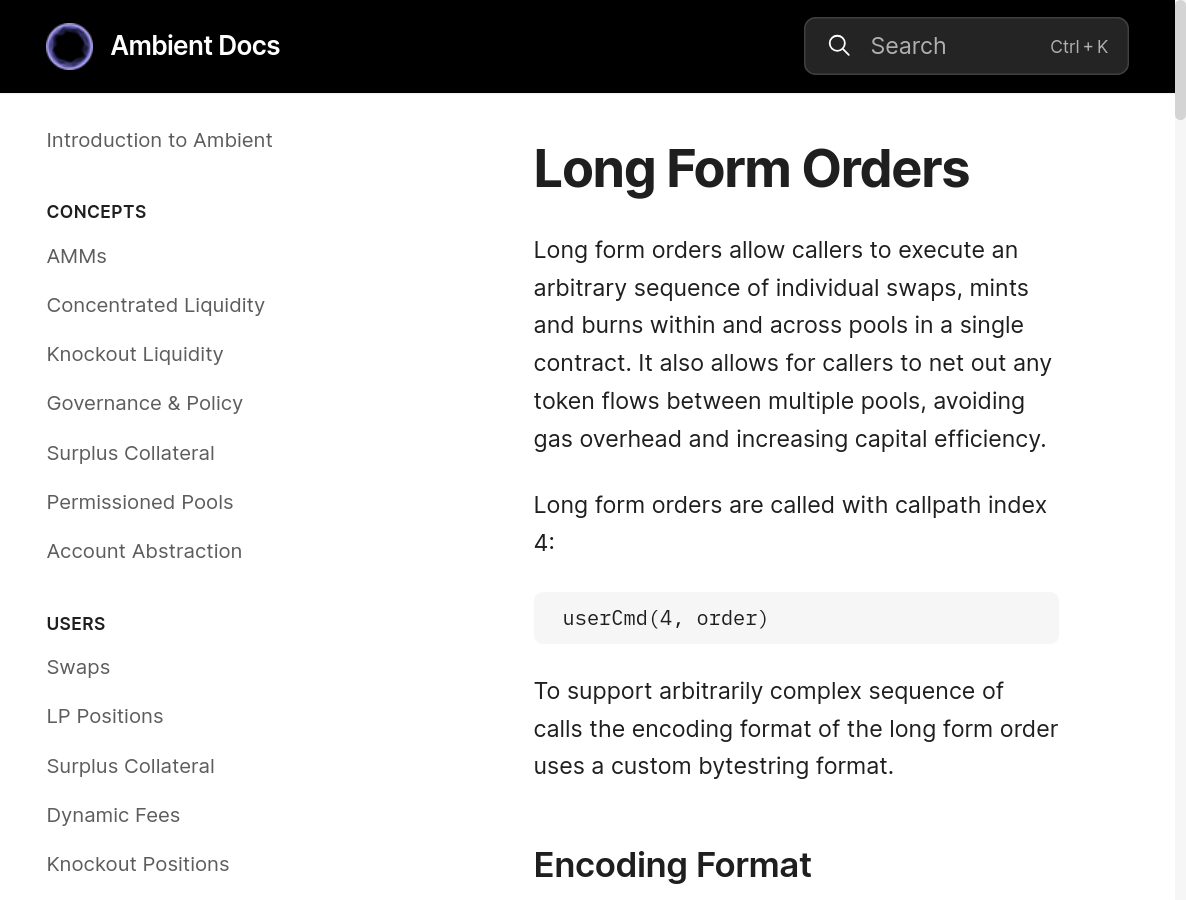 Ambient Docs
Search
Ctrl + K
Introduction to Ambient
CONCEPTS
AMMs
Concentrated Liquidity
Knockout Liquidity
Governance & Policy
Surplus Collateral
Permissioned Pools
Account Abstraction
USERS
Swaps
LP Positions
Surplus Collateral
Dynamic Fees
Knockout Positions
Long Form Orders
Long form orders allow callers to execute an
arbitrary sequence of individual swaps, mints
and burns within and across pools in a single
contract. It also allows for callers to net out any
token flows between multiple pools, avoiding
gas overhead and increasing capital efficiency.
Long form orders are called with callpath index
4:
userCmd(4, order)
To support arbitrarily complex sequence of
calls the encoding format of the long form order
uses a custom bytestring format.
Encoding Format